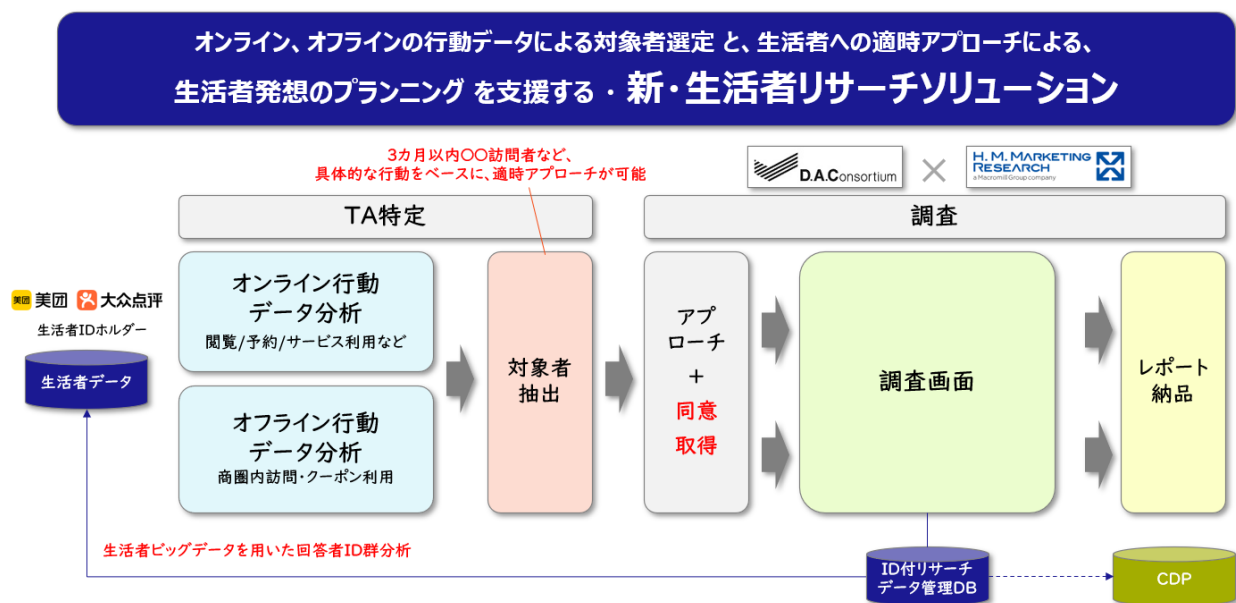 オンライン、オフラインの行動データによる対象者選定 と、生活者への適時アプローチによる、
生活者発想のプランニング を支援する ・ 新・生活者リサーチソリューション
3カ月以内〇〇訪問者など、
具体的な行動をベースに、適時アプローチが可能
D.A.Consortium
×
H. M. MARKETING
RESEARCH
a Macromill Group company
TA特定
調査
美团 美团 大众点评
生活者IDホルダー
生活者データ
オンライン行動
データ分析
閲覧/予約/サービス利用など
オフライン行動
データ分析
商圏内訪問・クーポン利用
対象者
抽出
アプ
ローチ
+
同意
取得
調査画面
レポート
納品
生活者ビッグデータを用いた回答者ID群分析
ID付リサーチ
データ管理DB
CDP